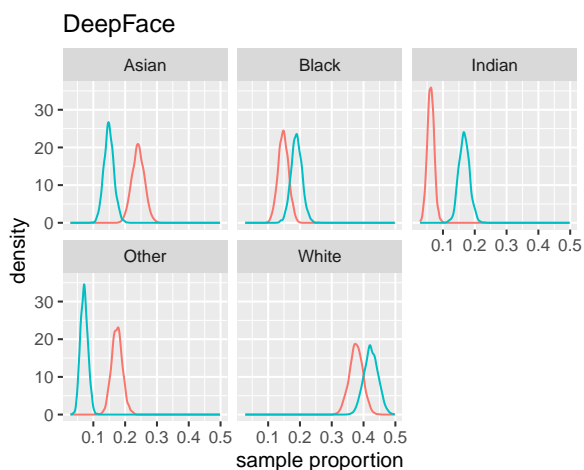 DeepFace
Asian Black Indian
density
30
20
10
0
0.1 0.2 0.3 0.4 0.5
Other White
30
20
10
0
0.1 0.2 0.3 0.4 0.5 0.1 0.2 0.3 0.4 0.5
sample proportion